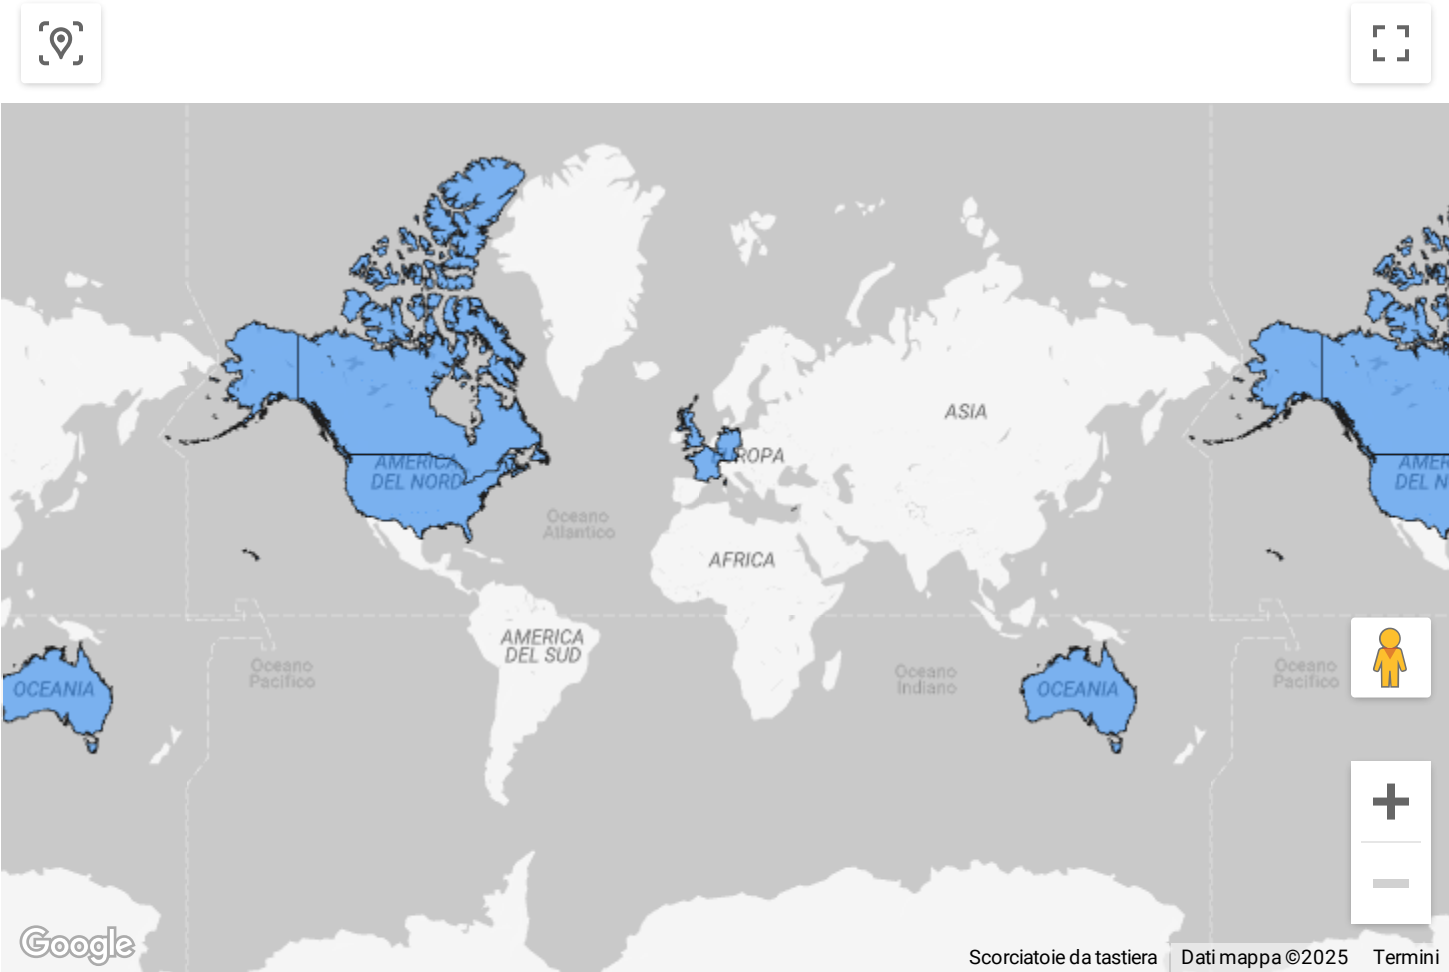 ASIA
EUROPA
AMERICA
DEL NORD
AMER
DEL N
Oceano
Atlantico
AFRICA
AMERICA
DEL SUD
Oceano
Pacifico
Oceano
Indiano
Oceano
Pacifico
OCEANIA
OCEANIA
Google
Scorciatoie da tastiera
Dati mappa ©2025
Termini